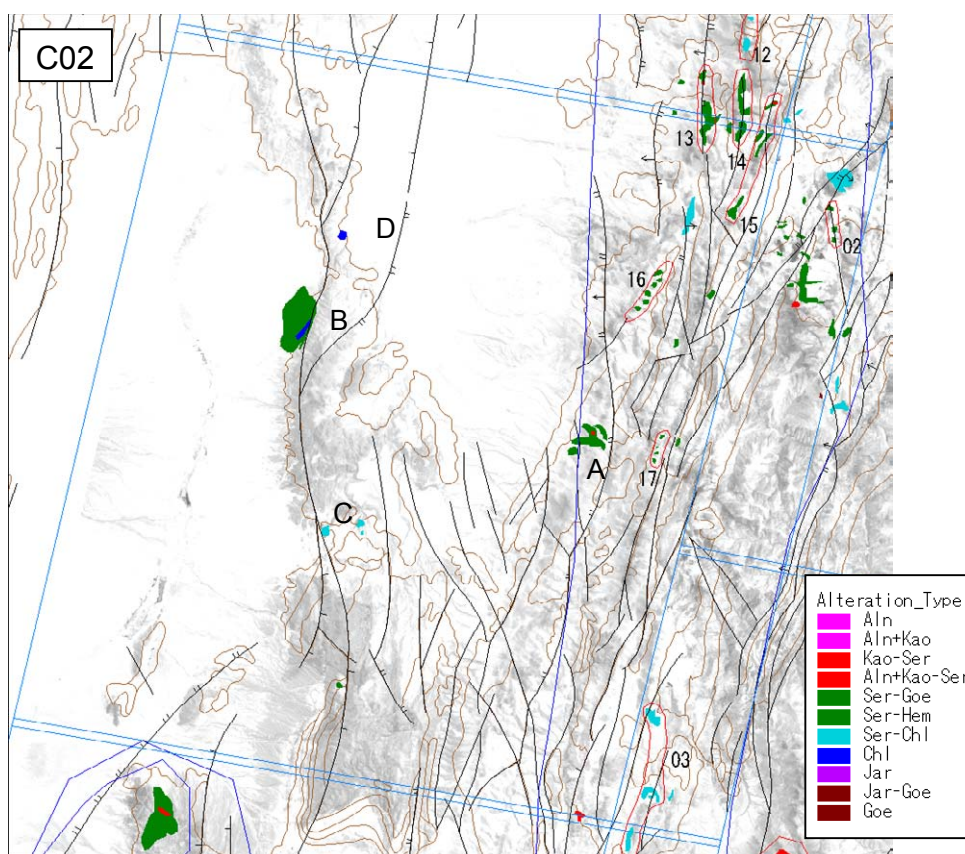 C02
12
13
14
15
02
D
16
B
A
17
C
03
Alteration_Type
Aln
Aln+Kao
Kao-Ser
Aln+Kao-Ser
Ser-Goe
Ser-Hem
Ser-Chl
Chl
Jar
Jar-Goe
Goe